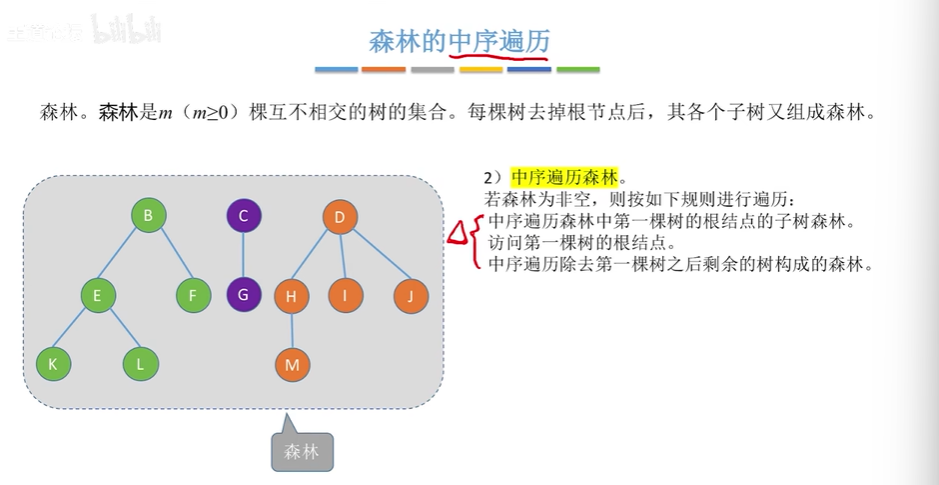 bilibili
森林的中序遍历
森林。森林是m（m≥0）棵互不相交的树的集合。每棵树去掉根节点后，其各个子树又组成森林。
2）中序遍历森林。
若森林为非空，则按如下规则进行遍历：
中序遍历森林中第一棵树的根结点的子树森林。
访问第一棵树的根结点。
中序遍历除去第一棵树之后剩余的树构成的森林。
B
C
D
E
F
G
H
I
J
K
L
M
森林